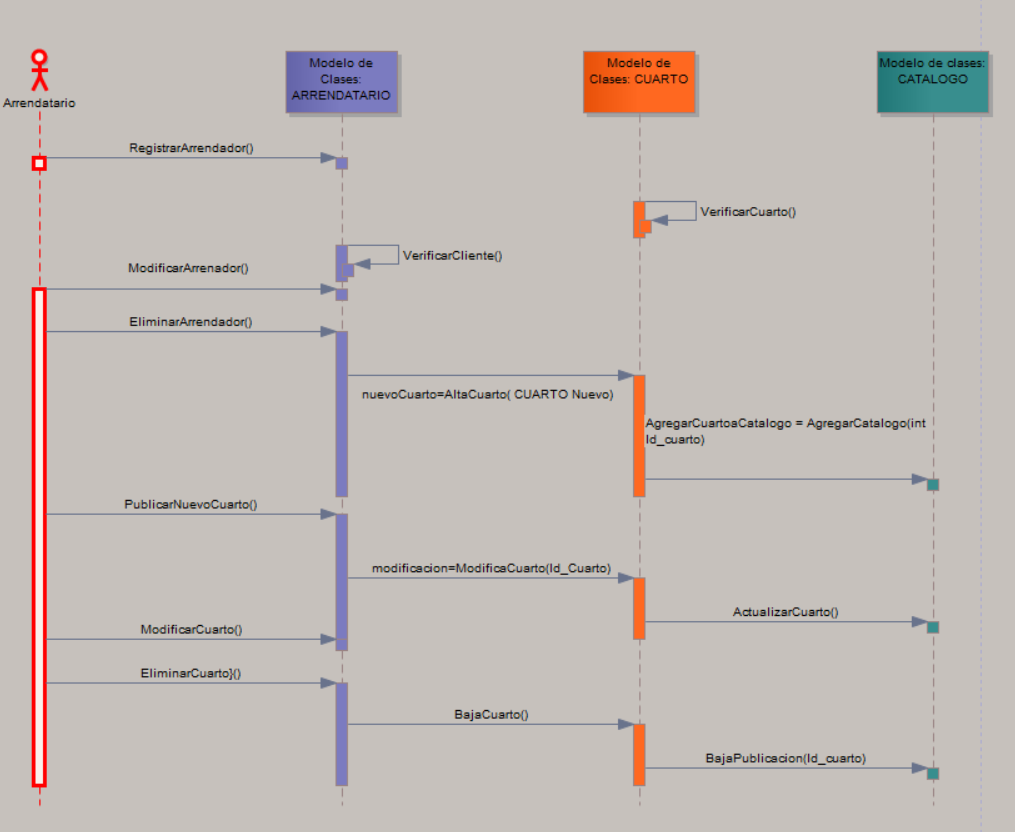 Arrendatario
Modelo de
Clases:
ARRENDATARIO
Modelo de
Clases: CUARTO
Modelo de clases:
CATALOGO
RegistrarArrendador()
VerificarCuarto()
VerificarCliente()
ModificarArrenador()
EliminarArrendador()
nuevoCuarto=AltaCuarto( CUARTO Nuevo)
AgregarCuartoaCatalogo = AgregarCatalogo(int
Id_cuarto)
PublicarNuevoCuarto()
modificacion=ModificaCuarto(Id_Cuarto)
ActualizarCuarto()
ModificarCuarto()
EliminarCuarto}()
BajaCuarto()
BajaPublicacion(Id_cuarto)